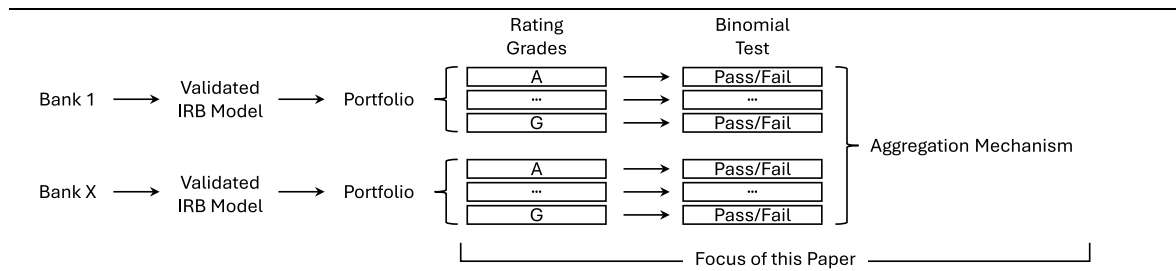 Rating
Grades
Binomial
Test
Bank 1
Validated
IRB Model
Portfolio
A
Pass/Fail
...
...
G
Pass/Fail
Aggregation Mechanism
Bank X
Validated
IRB Model
Portfolio
A
Pass/Fail
...
...
G
Pass/Fail
Focus of this Paper